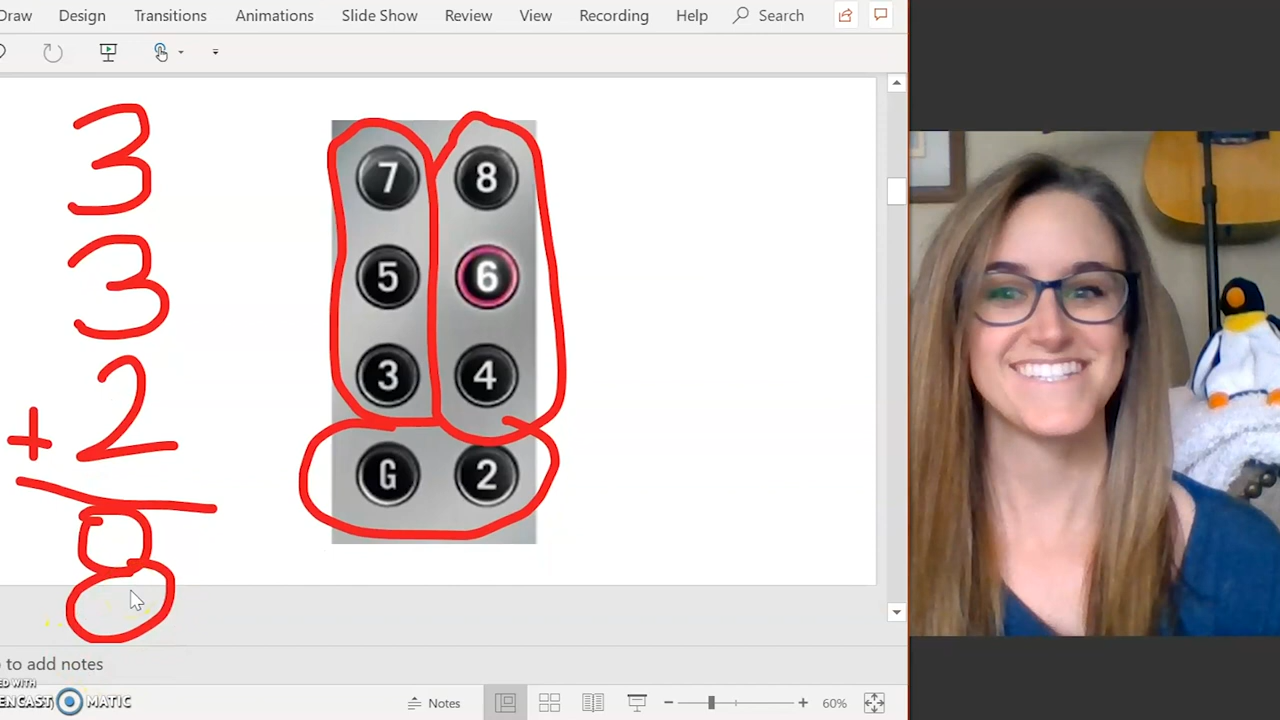 Draw Design Transitions Animations Slide Show Review View Recording Help Search
3
3
+ 2
8
7 8
5 6
3 4
G 2
to add notes
Notes 60%